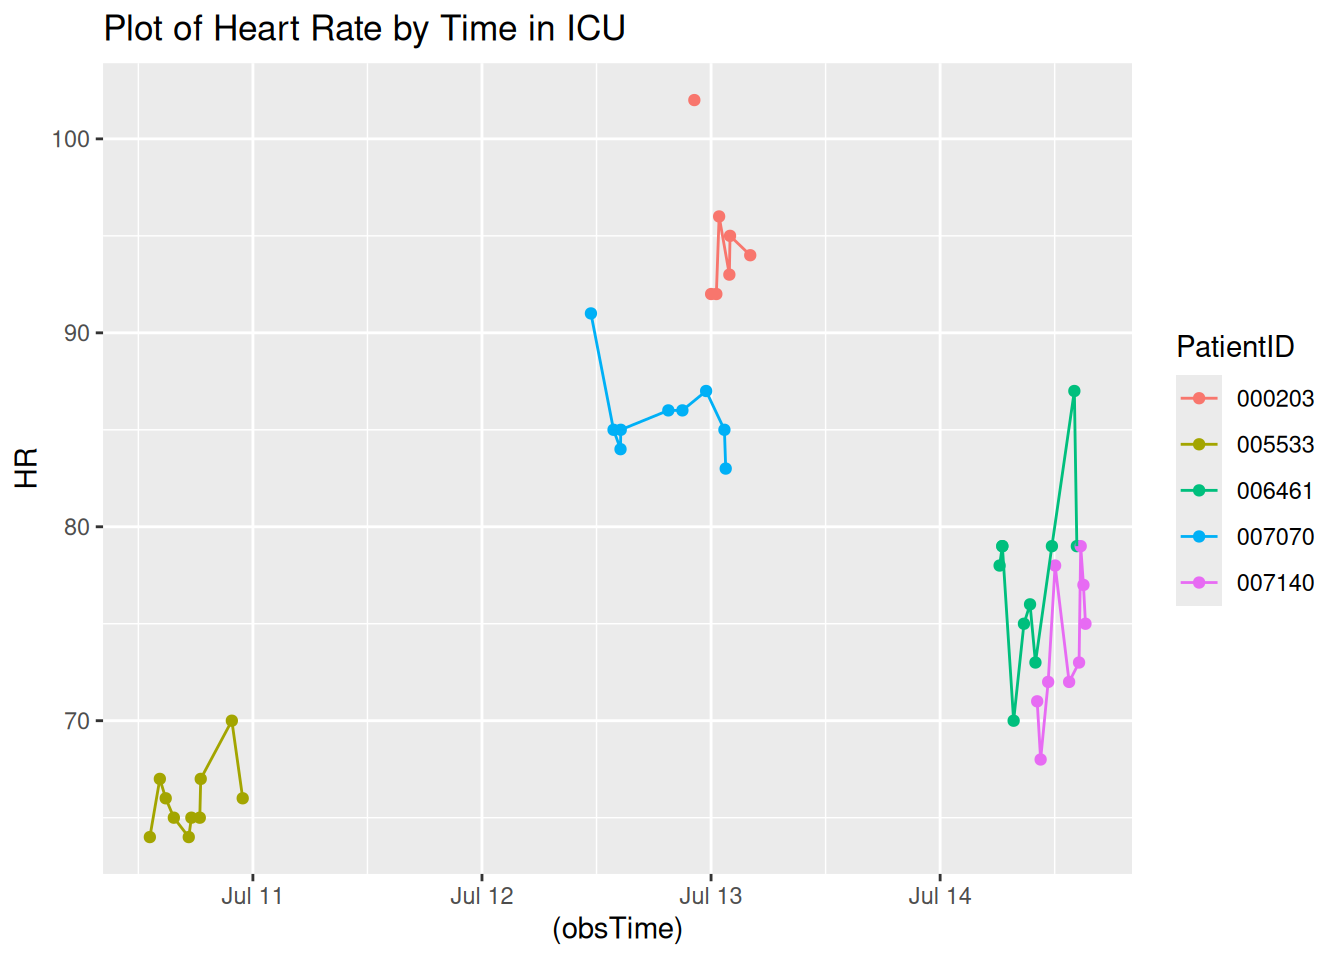 Plot of Heart Rate by Time in ICU
100
90
80
70
HR
Jul 11
Jul 12
Jul 13
Jul 14
(obsTime)
PatientID
000203
005533
006461
007070
007140